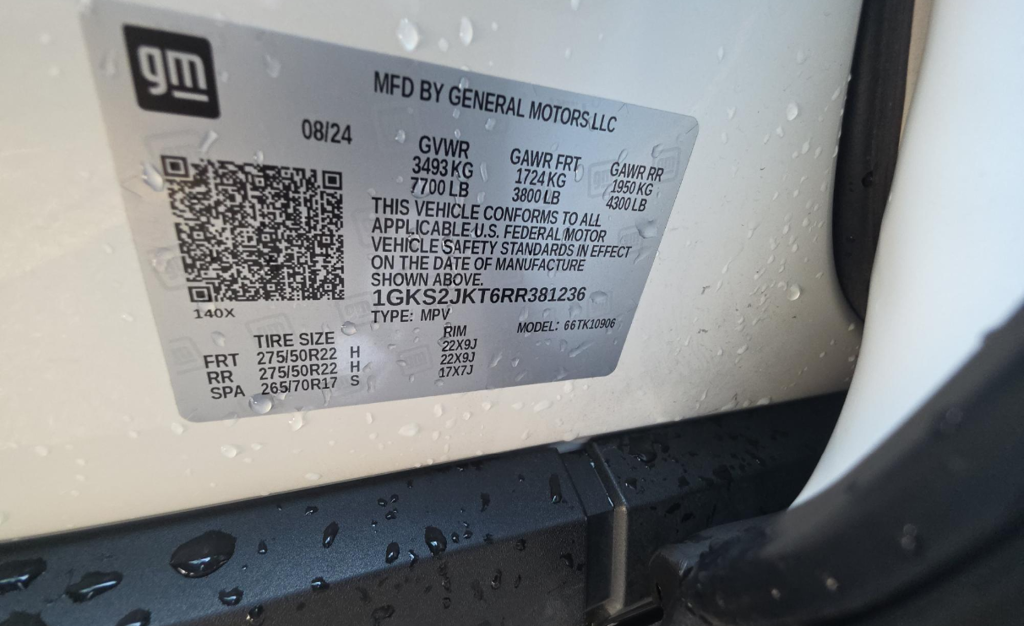 gm
MFD BY GENERAL MOTORS LLC
08/24
GVWR GAWR FRT GAWR RR
3493 KG 1724 KG 1950 KG
7700 LB 3800 LB 4300 LB
THIS VEHICLE CONFORMS TO ALL
APPLICABLE U.S. FEDERAL MOTOR
VEHICLE SAFETY STANDARDS IN EFFECT
ON THE DATE OF MANUFACTURE
SHOWN ABOVE.
1GKS2JKT6RR381236
140X
TYPE: MPV MODEL: 66TK10906
TIRE SIZE RIM
FRT 275/50R22 H 22X9J
RR 275/50R22 H 22X9J
SPA 265/70R17 S 17X7J